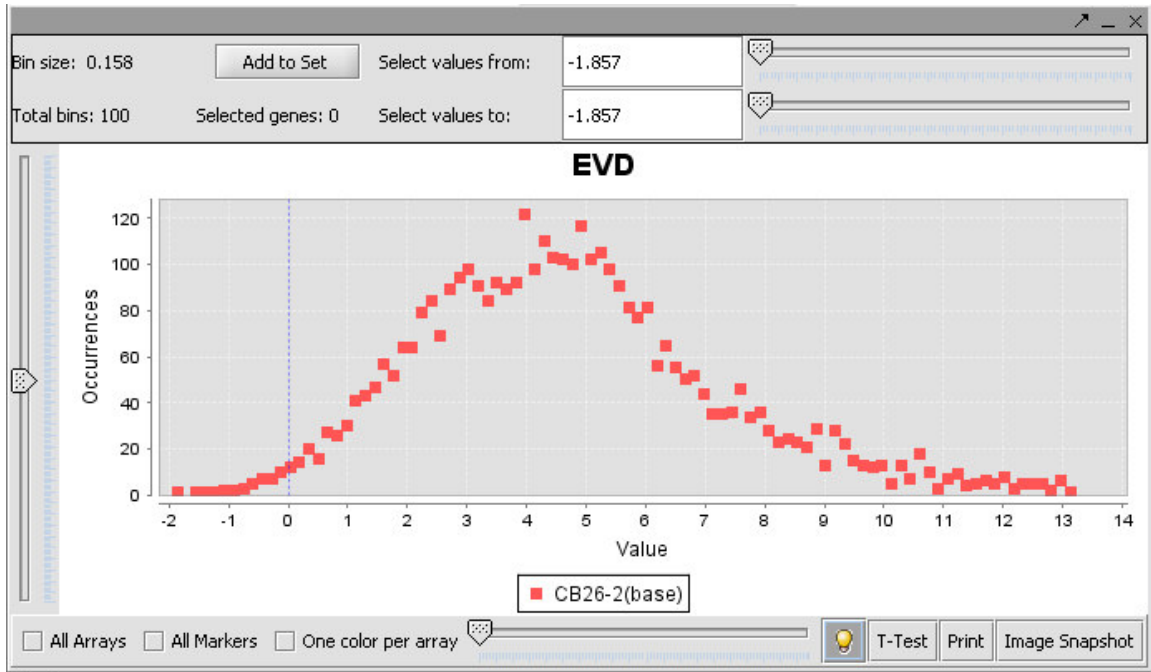 Bin size: 0.158 Add to Set Select values from: -1.857
Total bins: 100 Selected genes: 0 Select values to: -1.857
EVD
120
100
80
60
40
20
0
Occurrences
-2 -1 0 1 2 3 4 5 6 7 8 9 10 11 12 13 14
Value
CB26-2(base)
All Arrays All Markers One color per array T-Test Print Image Snapshot